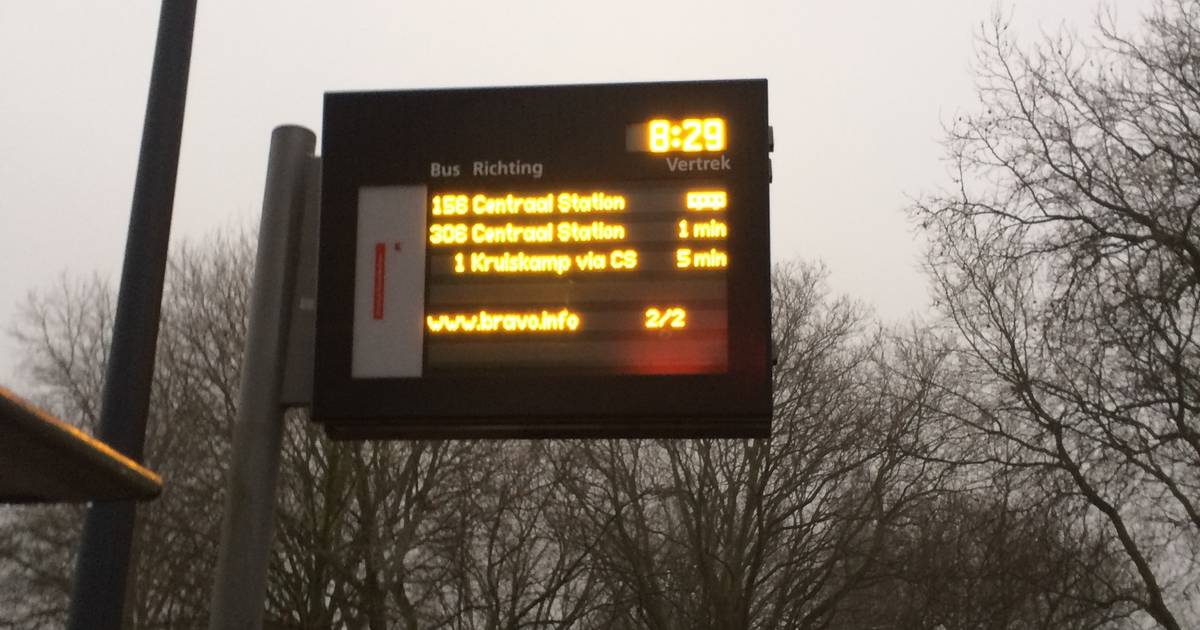 8:29
Bus Richting Vertrek
156 Centraal Station
306 Centraal Station 1 min
1 Kruiskamp via CS 5 min
www.bravo.info 2/2